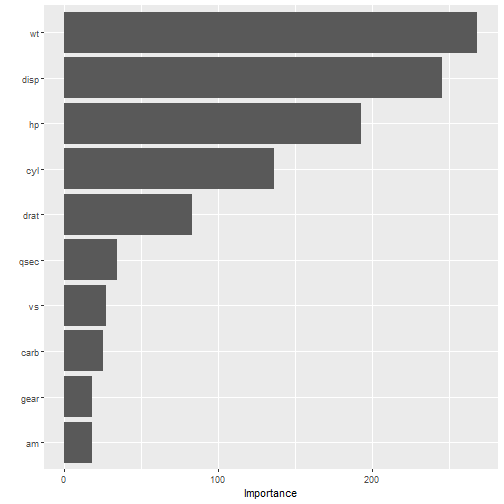 wt
disp
hp
cyl
drat
qsec
vs
carb
gear
am
0 100 200
Importance